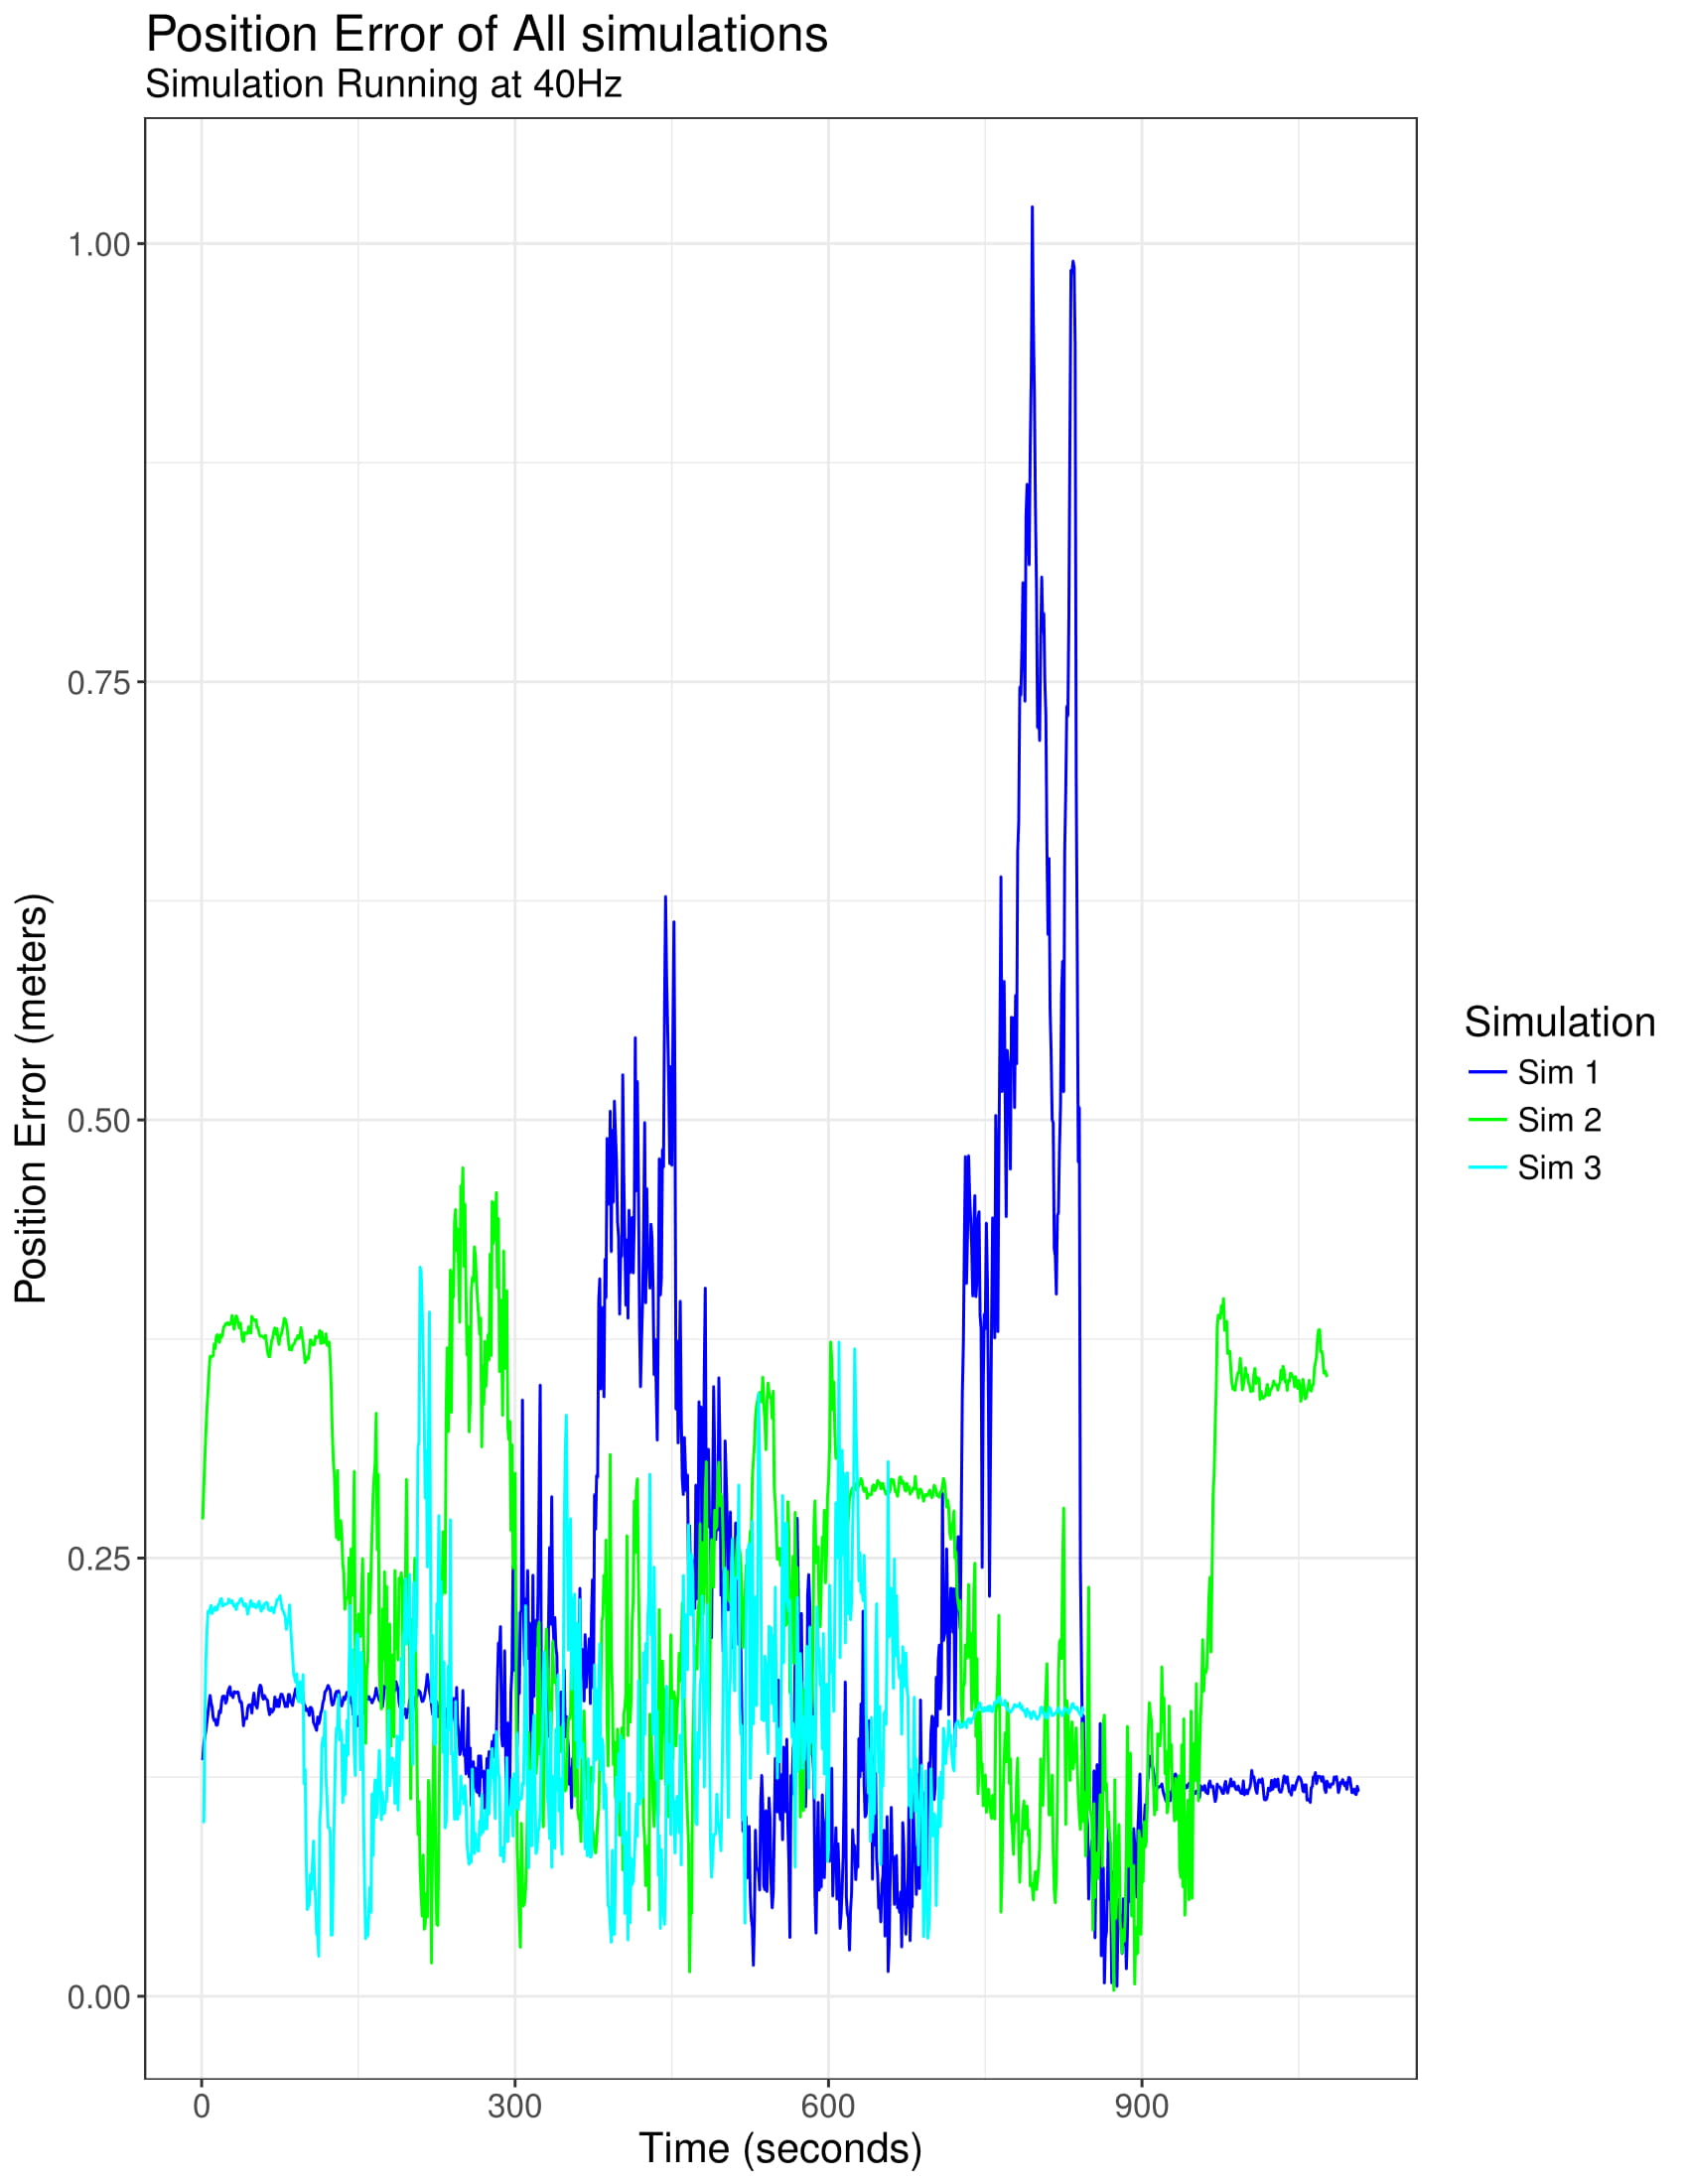 Position Error of All simulations
Simulation Running at 40Hz
1.00
0.75
0.50
0.25
0.00
Position Error (meters)
0 300 600 900
Time (seconds)
Simulation
Sim 1
Sim 2
Sim 3